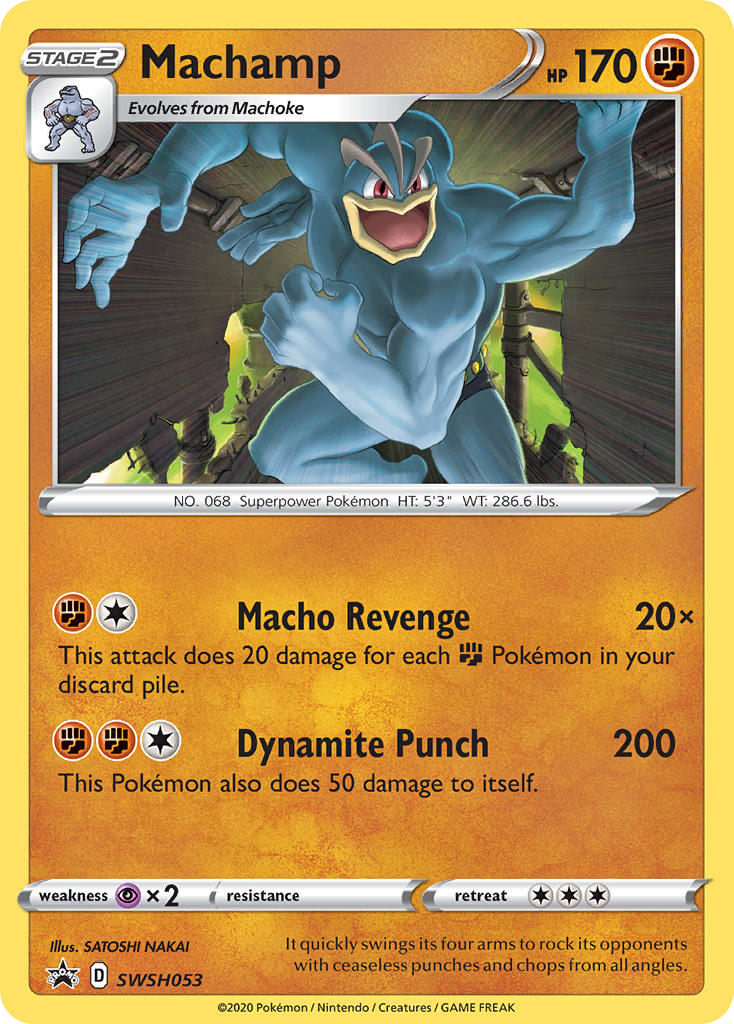 STAGE 2
Machamp
HP 170
Evolves from Machoke
NO. 068 Superpower Pokémon HT: 5'3" WT: 286.6 lbs.
Macho Revenge 20×
This attack does 20 damage for each Pokémon in your
discard pile.
Dynamite Punch 200
This Pokémon also does 50 damage to itself.
weakness ×2 resistance retreat
Illus. SATOSHI NAKAI
It quickly swings its four arms to rock its opponents
with ceaseless punches and chops from all angles.
PROMO D SWSH053
©2020 Pokémon / Nintendo / Creatures / GAME FREAK